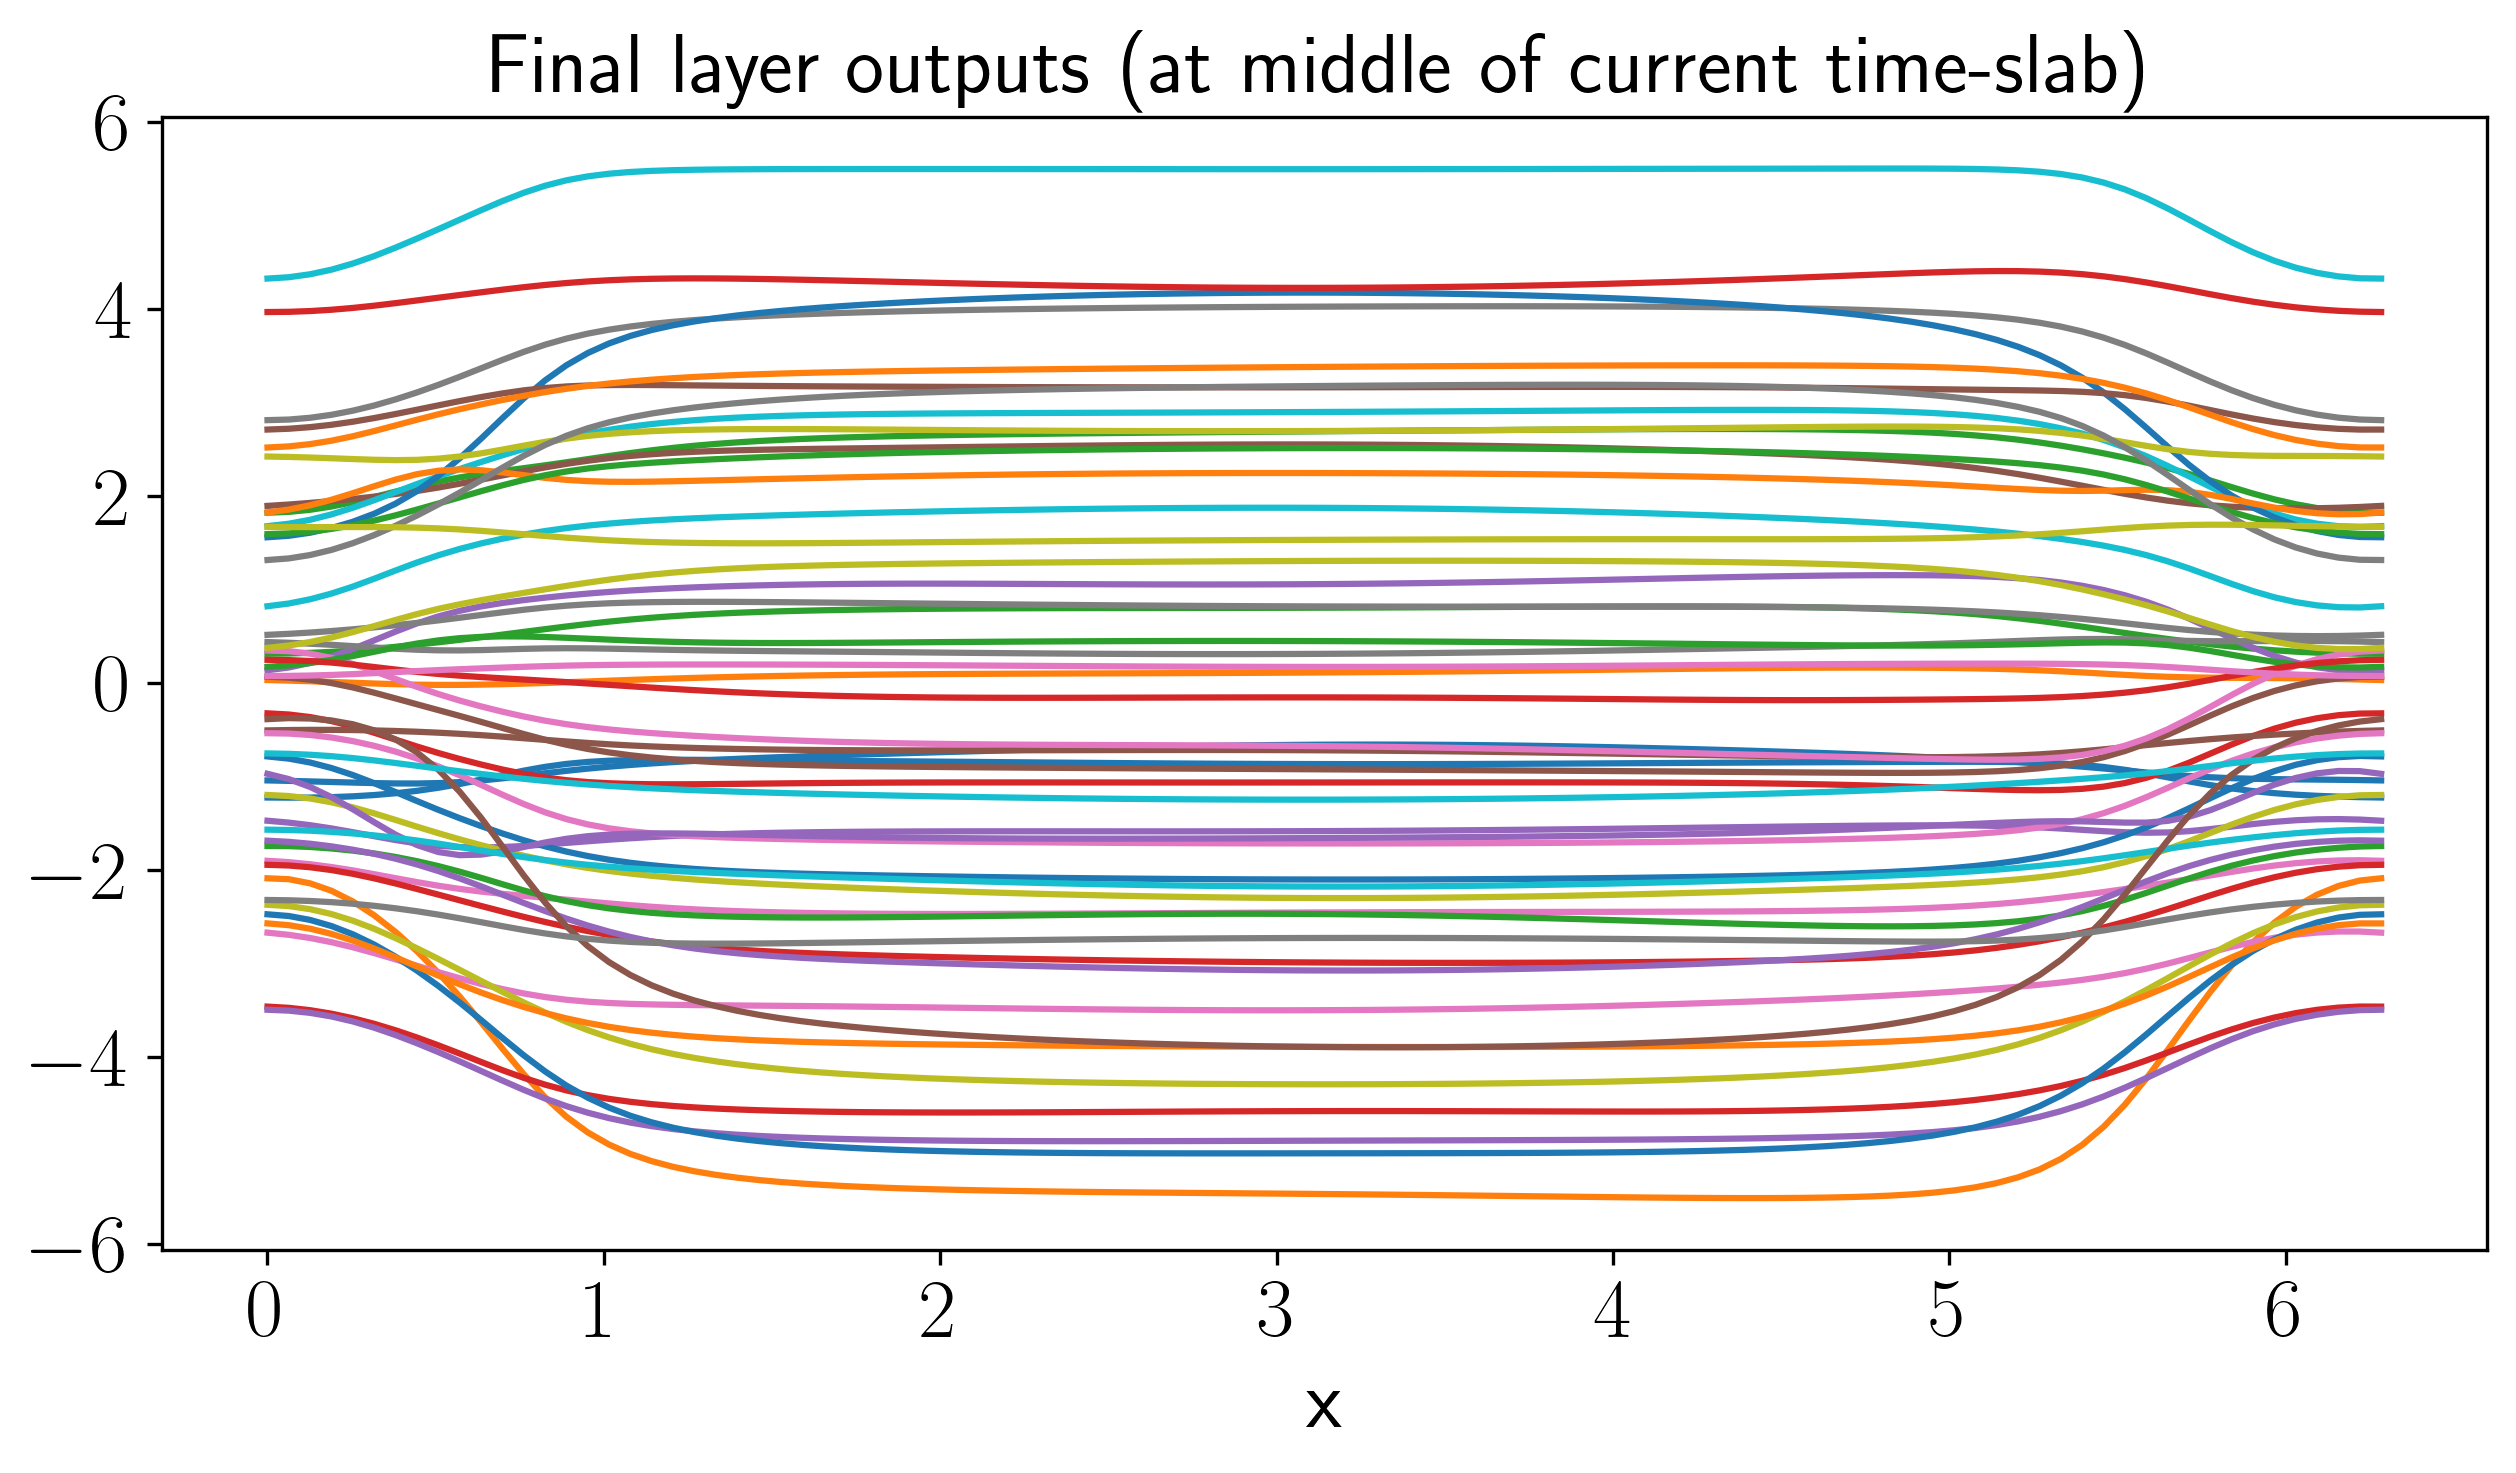 Final layer outputs (at middle of current time-slab)
6
4
2
0
−2
−4
−6
0 1 2 3 4 5 6
x